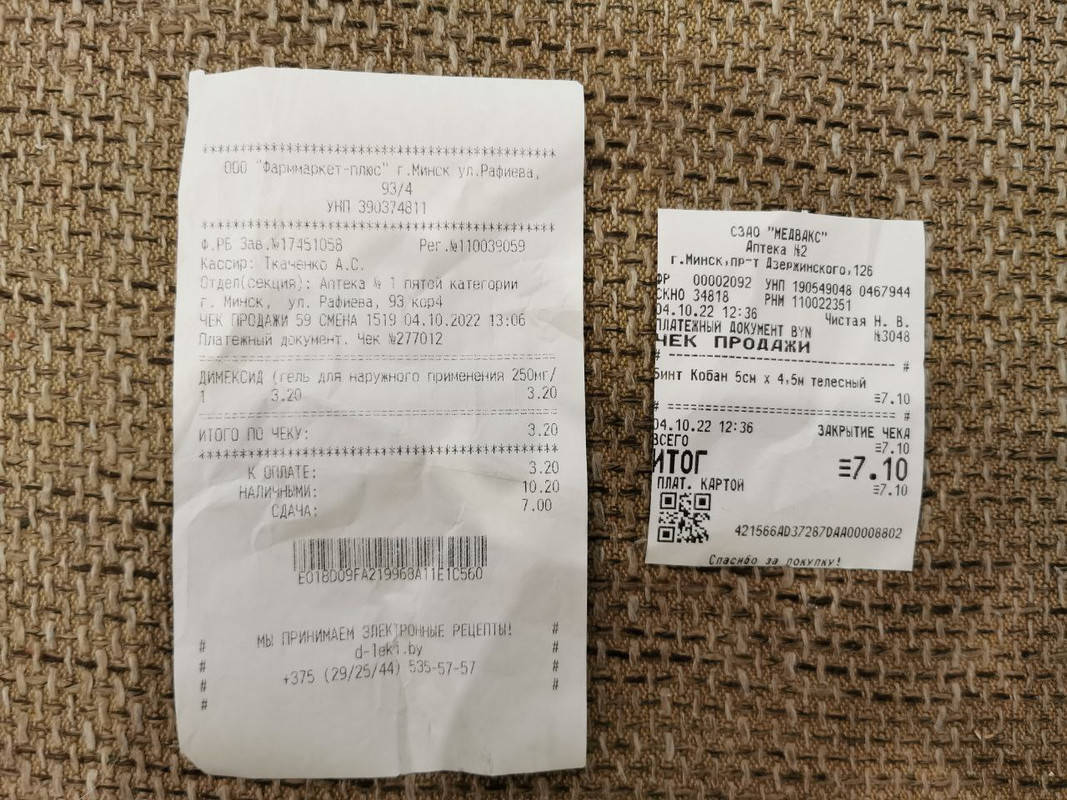 *****************************************
ООО "Фармаркет-плюс" г.Минск ул.Рафиева,
93/4
УНП 390374811
*****************************************
Ф.РБ Зав.№17451058 Рег.№110039059
Кассир: Ткаченко А.С.
Отдел(секция): Аптека № 1 пятой категории
г. Минск, ул. Рафиева, 93 кор4
ЧЕК ПРОДАЖИ 59 СМЕНА 1519 04.10.2022 13:06
Платежный документ. Чек №277012
ДИМЕКСИД (гель для наружного применения 250мг/
1 3.20 3.20
ИТОГО ПО ЧЕКУ: 3.20
*****************************************
К ОПЛАТЕ: 3.20
НАЛИЧНЫМИ: 10.20
СДАЧА: 7.00
E018D09FA219968A11E1C560
# МЫ ПРИНИМАЕМ ЭЛЕКТРОННЫЕ РЕЦЕПТЫ! #
# d-lek1.by #
# +375 (29/25/44) 535-57-57 #
# #
СЗАО "МЕДВАКС"
Аптека №2
г.Минск,пр-т Дзержинского,126
ФР 00002092 УНП 190549048 0467944
СКНО 34818 РНМ 110022351
04.10.22 12:36 Чистая Н. В.
ПЛАТЕЖНЫЙ ДОКУМЕНТ BYN №3048
ЧЕК ПРОДАЖИ
# ------------------------------ #
Бинт Кобан 5см х 4,5м телесный
≡7.10
# ------------------------------ #
04.10.22 12:36 ЗАКРЫТИЕ ЧЕКА
ВСЕГО ≡7.10
ИТОГ ≡7.10
ПЛАТ. КАРТОЙ ≡7.10
421566AD37287DAA00008802
Спасибо за покупку!